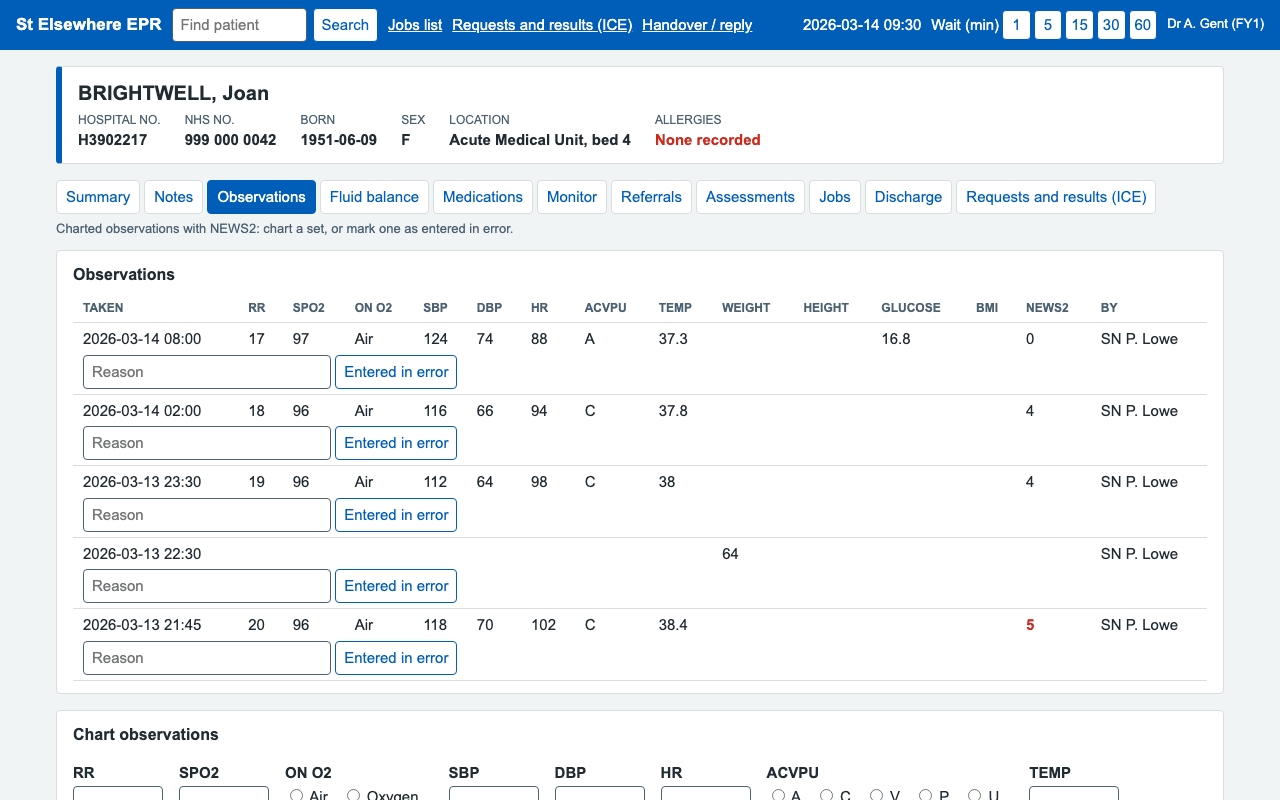 St Elsewhere EPR Find patient Search Jobs list Requests and results (ICE) Handover / reply 2026-03-14 09:30 Wait (min) 1 5 15 30 60 Dr A. Gent (FY1)
BRIGHTWELL, Joan
HOSPITAL NO. NHS NO. BORN SEX LOCATION ALLERGIES
H3902217 999 000 0042 1951-06-09 F Acute Medical Unit, bed 4 None recorded
Summary Notes Observations Fluid balance Medications Monitor Referrals Assessments Jobs Discharge Requests and results (ICE)
Charted observations with NEWS2: chart a set, or mark one as entered in error.
Observations
TAKEN RR SPO2 ON O2 SBP DBP HR ACVPU TEMP WEIGHT HEIGHT GLUCOSE BMI NEWS2 BY
2026-03-14 08:00 17 97 Air 124 74 88 A 37.3 16.8 0 SN P. Lowe
Reason Entered in error
2026-03-14 02:00 18 96 Air 116 66 94 C 37.8 4 SN P. Lowe
Reason Entered in error
2026-03-13 23:30 19 96 Air 112 64 98 C 38 4 SN P. Lowe
Reason Entered in error
2026-03-13 22:30 64 SN P. Lowe
Reason Entered in error
2026-03-13 21:45 20 96 Air 118 70 102 C 38.4 5 SN P. Lowe
Reason Entered in error
Chart observations
RR SPO2 ON O2 SBP DBP HR ACVPU TEMP
Air Oxygen A C V P U